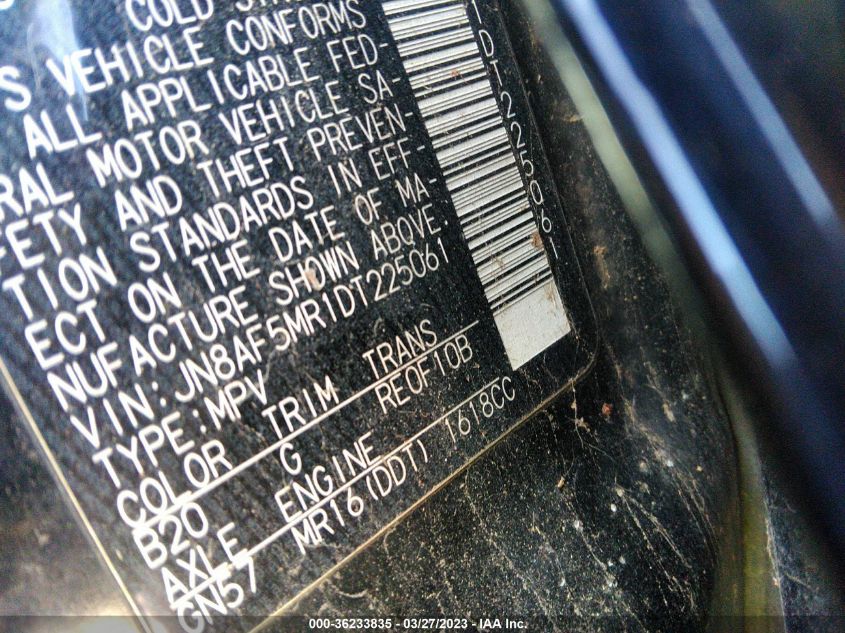 COLD
S VEHICLE CONFORMS
ALL APPLICABLE FED-
RAL MOTOR VEHICLE SA-
FETY AND THEFT PREVEN-
TION STANDARDS IN EFF-
ECT ON THE DATE OF MA-
NUFACTURE SHOWN ABOVE.
VIN:JN8AF5MR1DT225061
TYPE:MPV
COLOR TRIM TRANS
B20 G RE0F10B
AXLE ENGINE
GN57 MR16(DDT) 1618CC
1DT225061
000-36233835 / 03/27/2023 - IAA Inc.